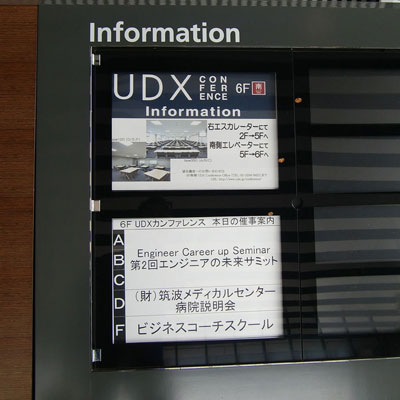 Information
UDX CONFERENCE 6F 南
Information
右エスカレーターにて
2F→5Fへ
南側エレベーターにて
5F→6Fへ
6F UDXカンファレンス 本日の催事案内
A
B
C
D
F
Engineer Career up Seminar
第2回エンジニアの未来サミット
(財)筑波メディカルセンター
病院説明会
ビジネスコーチスクール